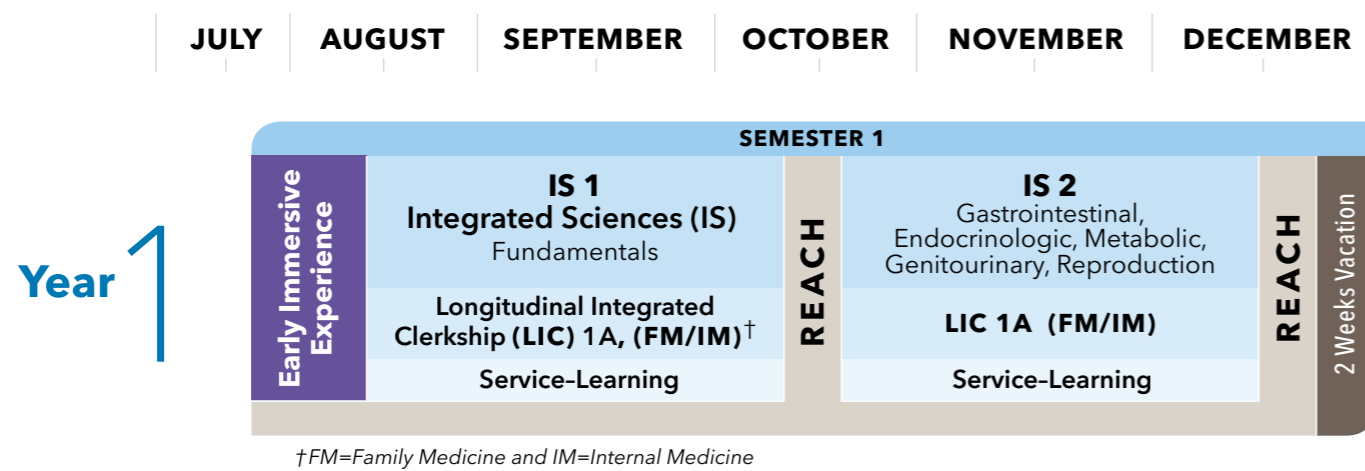 JULY AUGUST SEPTEMBER OCTOBER NOVEMBER DECEMBER
SEMESTER 1
Year 1
Early Immersive
Experience
IS 1
Integrated Sciences (IS)
Fundamentals
Longitudinal Integrated
Clerkship (LIC) 1A, (FM/IM)†
Service–Learning
REACH
IS 2
Gastrointestinal,
Endocrinologic, Metabolic,
Genitourinary, Reproduction
LIC 1A (FM/IM)
Service–Learning
REACH
2 Weeks Vacation
†FM=Family Medicine and IM=Internal Medicine